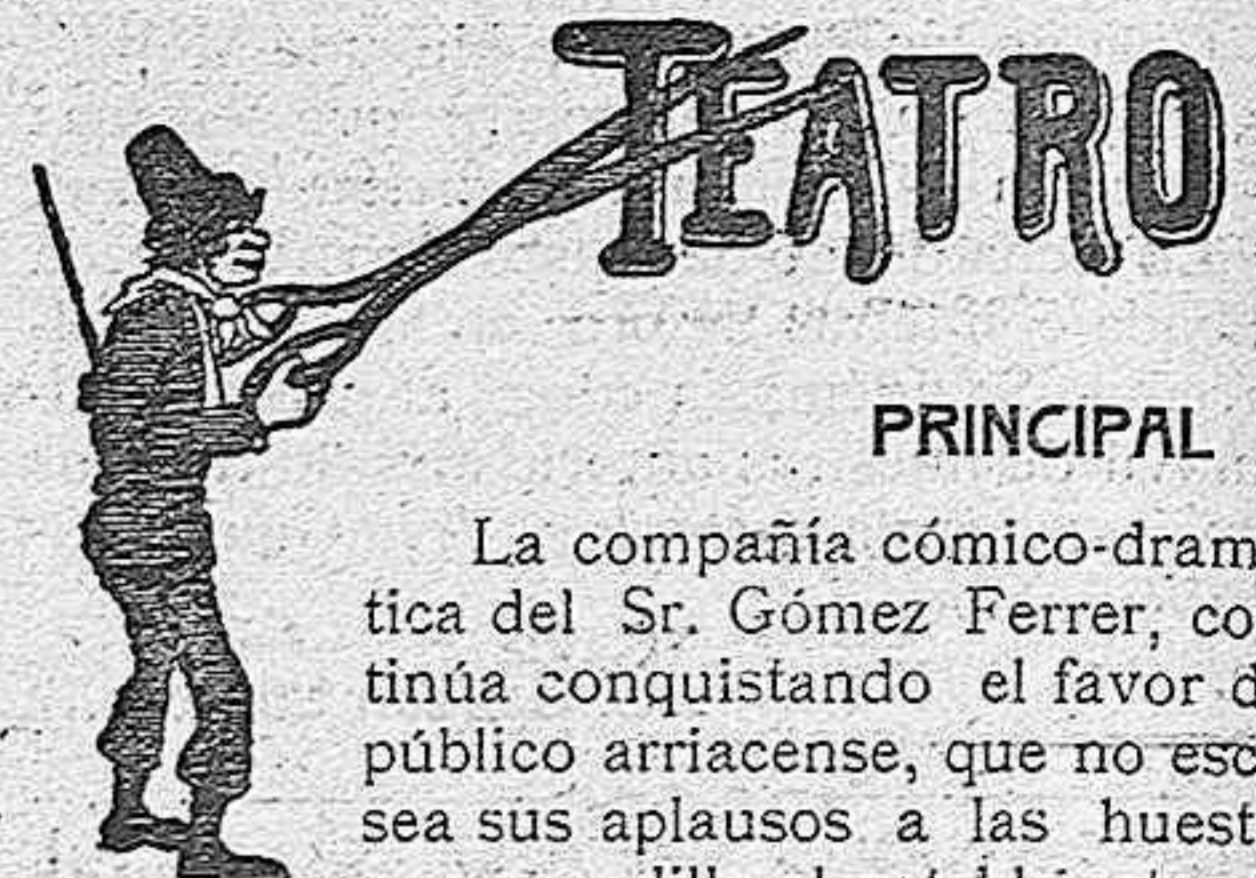 TEATRO
PRINCIPAL
La compañía cómico-dram
tica del Sr. Gómez Ferrer, co
tinúa conquistando el favor d
público arriacense, que no esc
sea sus aplausos a las huest